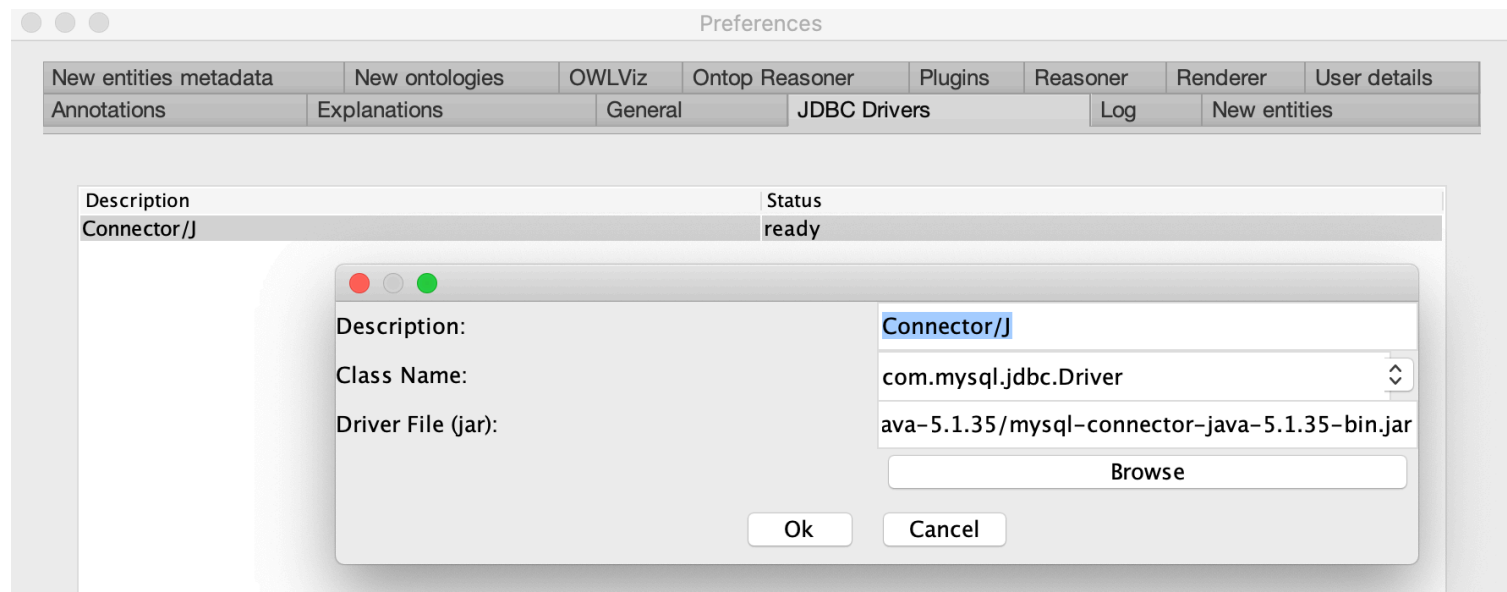 Preferences
New entities metadata New ontologies OWLViz Ontop Reasoner Plugins Reasoner Renderer User details
Annotations Explanations General JDBC Drivers Log New entities
Description Status
Connector/J ready
Description: Connector/J
Class Name: com.mysql.jdbc.Driver
Driver File (jar): ava-5.1.35/mysql-connector-java-5.1.35-bin.jar
Browse
Ok Cancel